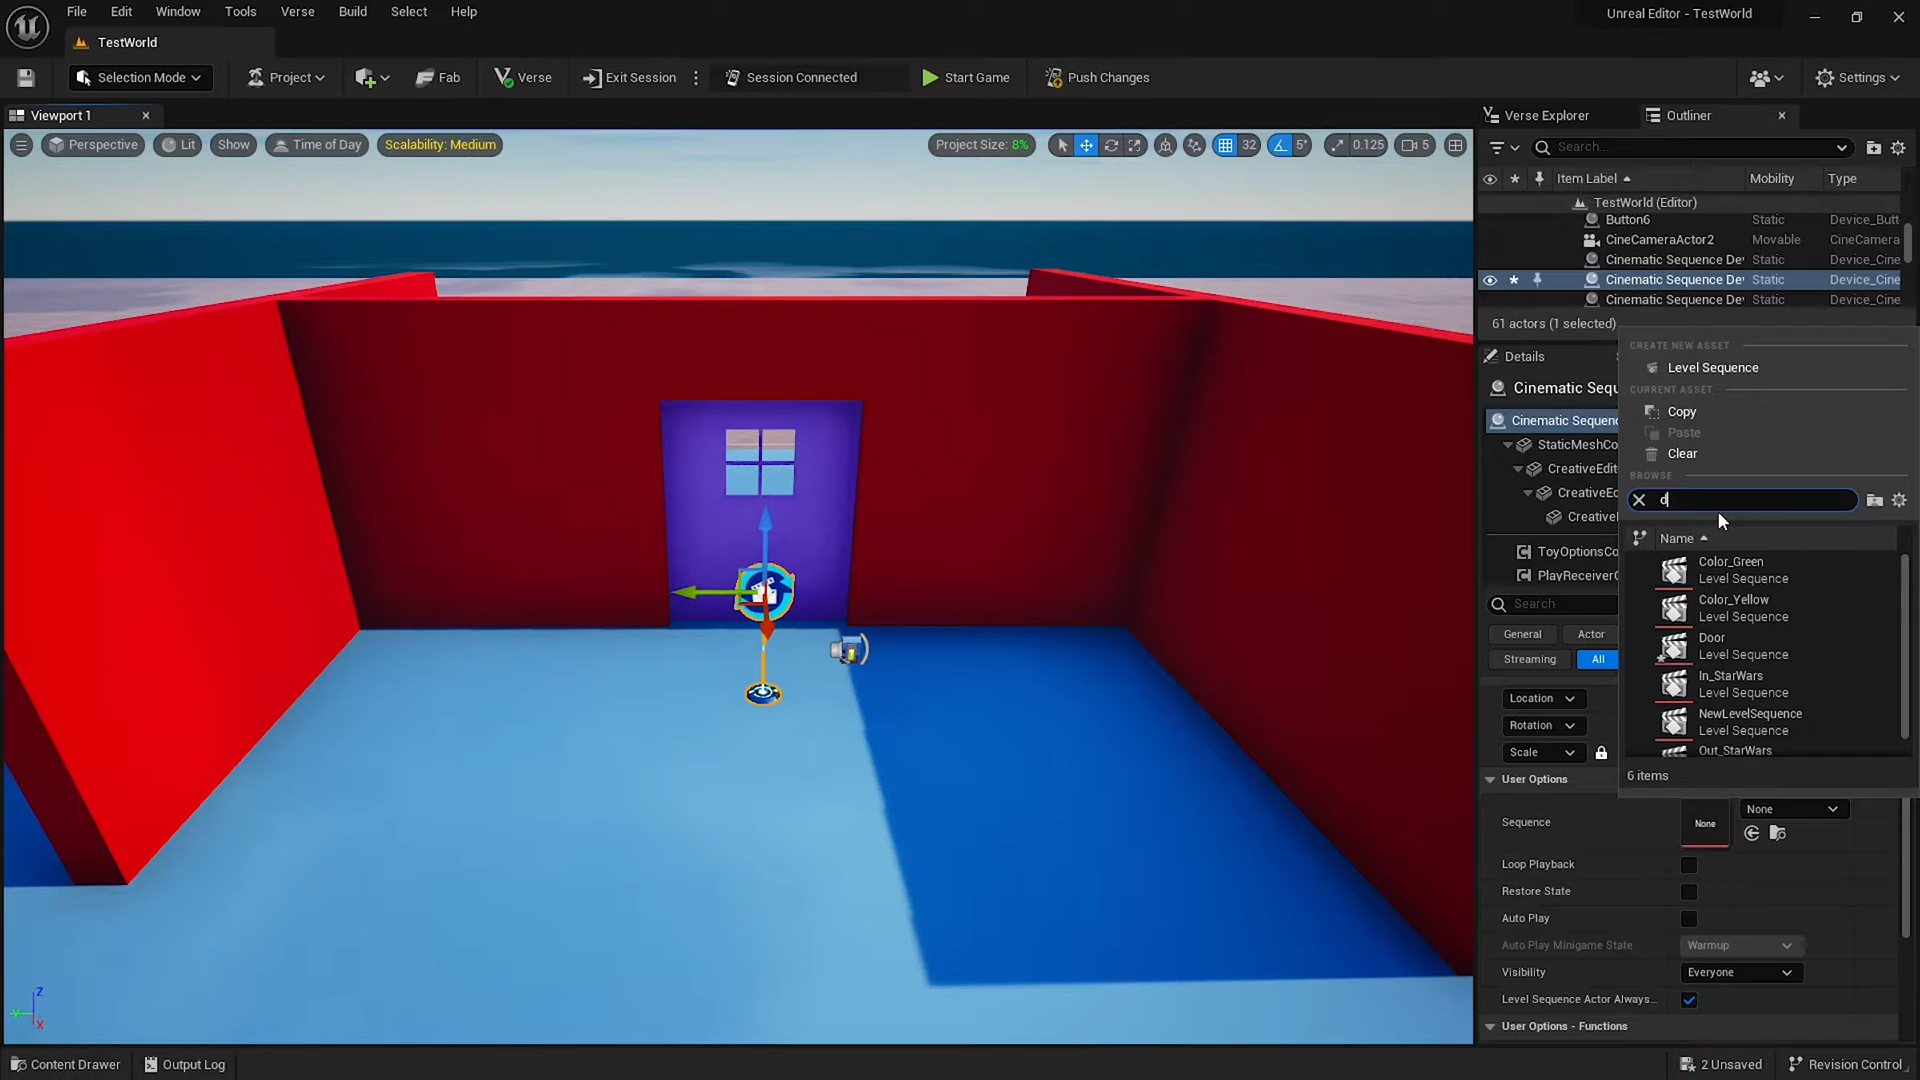 File Edit Window Tools Verse Build Select Help
Unreal Editor - TestWorld
TestWorld
Selection Mode
Project
Fab
Verse
Exit Session
Session Connected
Start Game
Push Changes
Settings
Viewport 1
Verse Explorer
Outliner
Perspective
Lit
Show
Time of Day
Scalability: Medium
Project Size: 8%
32
5°
0.125
5
Search...
Item Label
Mobility
Type
TestWorld (Editor)
Button6 Static Device_Butt
CineCameraActor2 Movable CineCamera
Cinematic Sequence De Static Device_Cine
Cinematic Sequence De Static Device_Cine
Cinematic Sequence De Static Device_Cine
61 actors (1 selected)
Details
Cinematic Sequ
Cinematic Sequenc
StaticMeshCo
CreativeEdit
CreativeEd
Creativel
ToyOptionsCo
PlayReceiverC
Search
General
Actor
Streaming
All
Location
Rotation
Scale
CREATE NEW ASSET
Level Sequence
CURRENT ASSET
Copy
Paste
Clear
BROWSE
d
Name
Color_Green
Level Sequence
Color_Yellow
Level Sequence
Door
Level Sequence
In_StarWars
Level Sequence
NewLevelSequence
Level Sequence
Out_StarWars
6 items
User Options
Sequence
None
None
Loop Playback
Restore State
Auto Play
Auto Play Minigame State
Warmup
Visibility
Everyone
Level Sequence Actor Always...
User Options - Functions
Z
Y
X
Content Drawer
Output Log
2 Unsaved
Revision Control